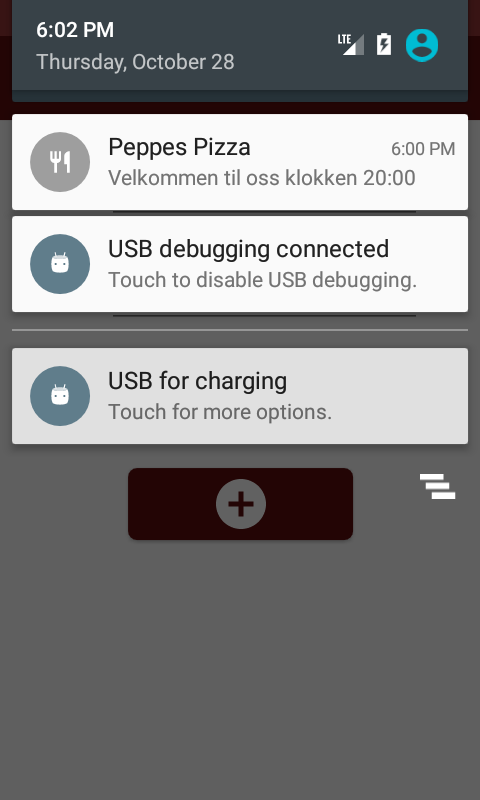 6:02 PM
Thursday, October 28
LTE
Peppes Pizza
6:00 PM
Velkommen til oss klokken 20:00
USB debugging connected
Touch to disable USB debugging.
USB for charging
Touch for more options.